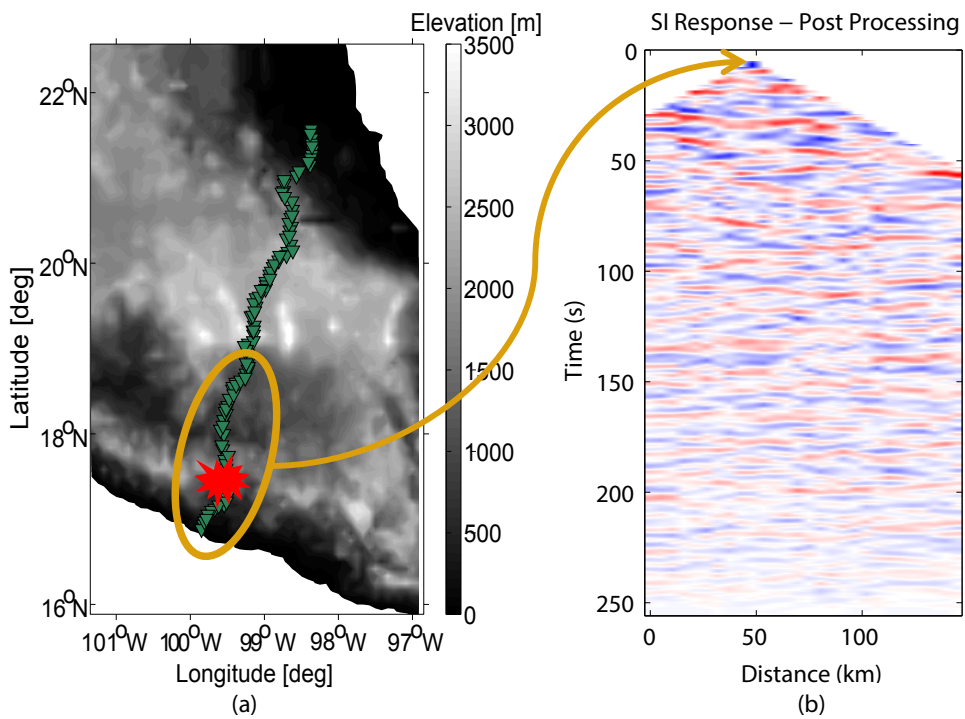 Elevation [m]
SI Response – Post Processing
22°N
20°N
18°N
16°N
Latitude [deg]
101°W 100°W 99°W 98°W 97°W
Longitude [deg]
(a)
3500
3000
2500
2000
1500
1000
500
0
0
50
100
150
200
250
Time (s)
0 50 100
Distance (km)
(b)